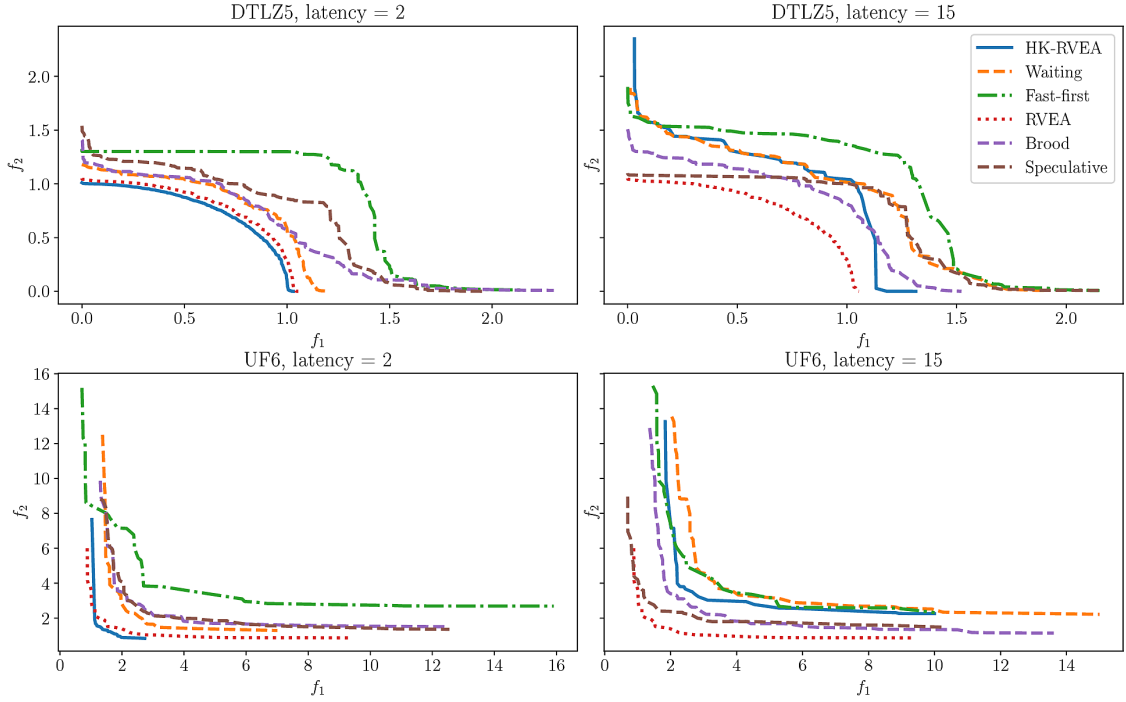 DTLZ5, latency = 2
2.0
1.5
1.0
0.5
0.0
f2
0.0 0.5 1.0 1.5 2.0
f1
DTLZ5, latency = 15
HK-RVEA
Waiting
Fast-first
RVEA
Brood
Speculative
f2
0.0 0.5 1.0 1.5 2.0
f1
UF6, latency = 2
16
14
12
10
8
6
4
2
f2
0 2 4 6 8 10 12 14 16
f1
UF6, latency = 15
f2
0 2 4 6 8 10 12 14
f1